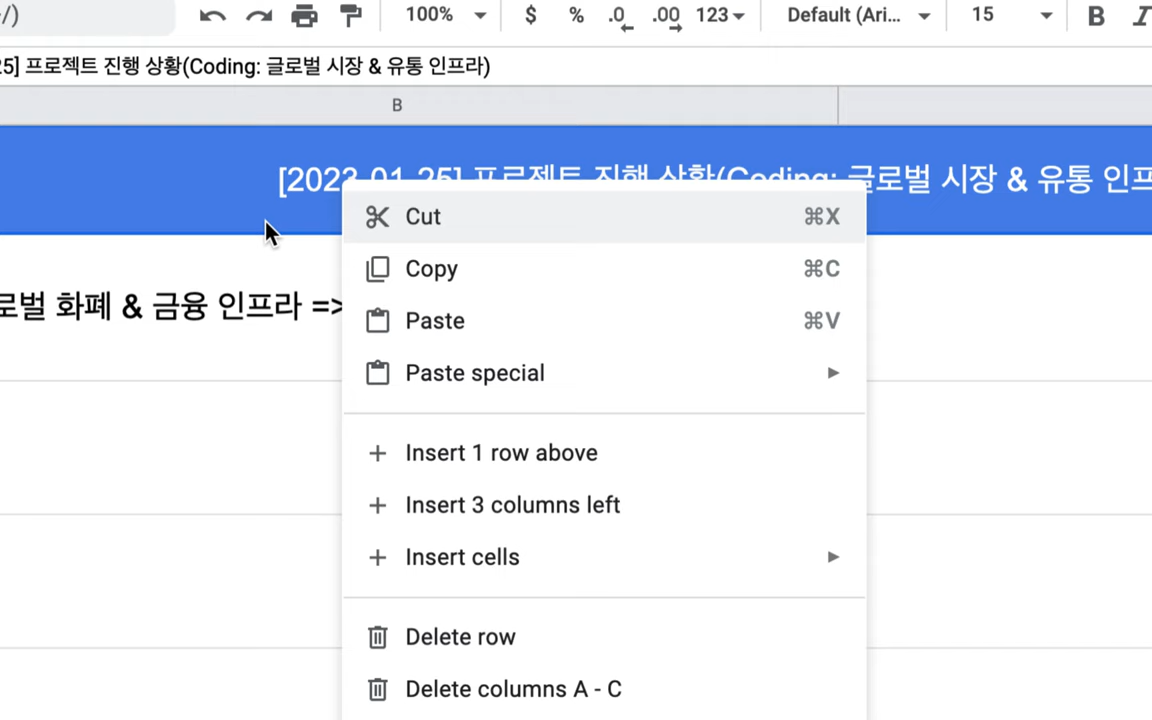 /)
100%
$
%
.0
.00
123
Default (Ari...
15
B
I
25] 프로젝트 진행 상황(Coding: 글로벌 시장 & 유통 인프라)
B
[2023-01-25] 프로젝트 진행 상황(Coding: 글로벌 시장 & 유통 인프
로벌 화폐 & 금융 인프라 =>
Cut ⌘X
Copy ⌘C
Paste ⌘V
Paste special
Insert 1 row above
Insert 3 columns left
Insert cells
Delete row
Delete columns A - C